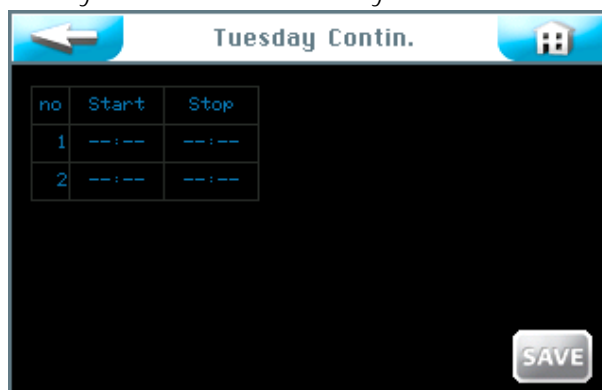 Tuesday Contin.
no Start Stop
1 --:-- --:--
2 --:-- --:--
SAVE